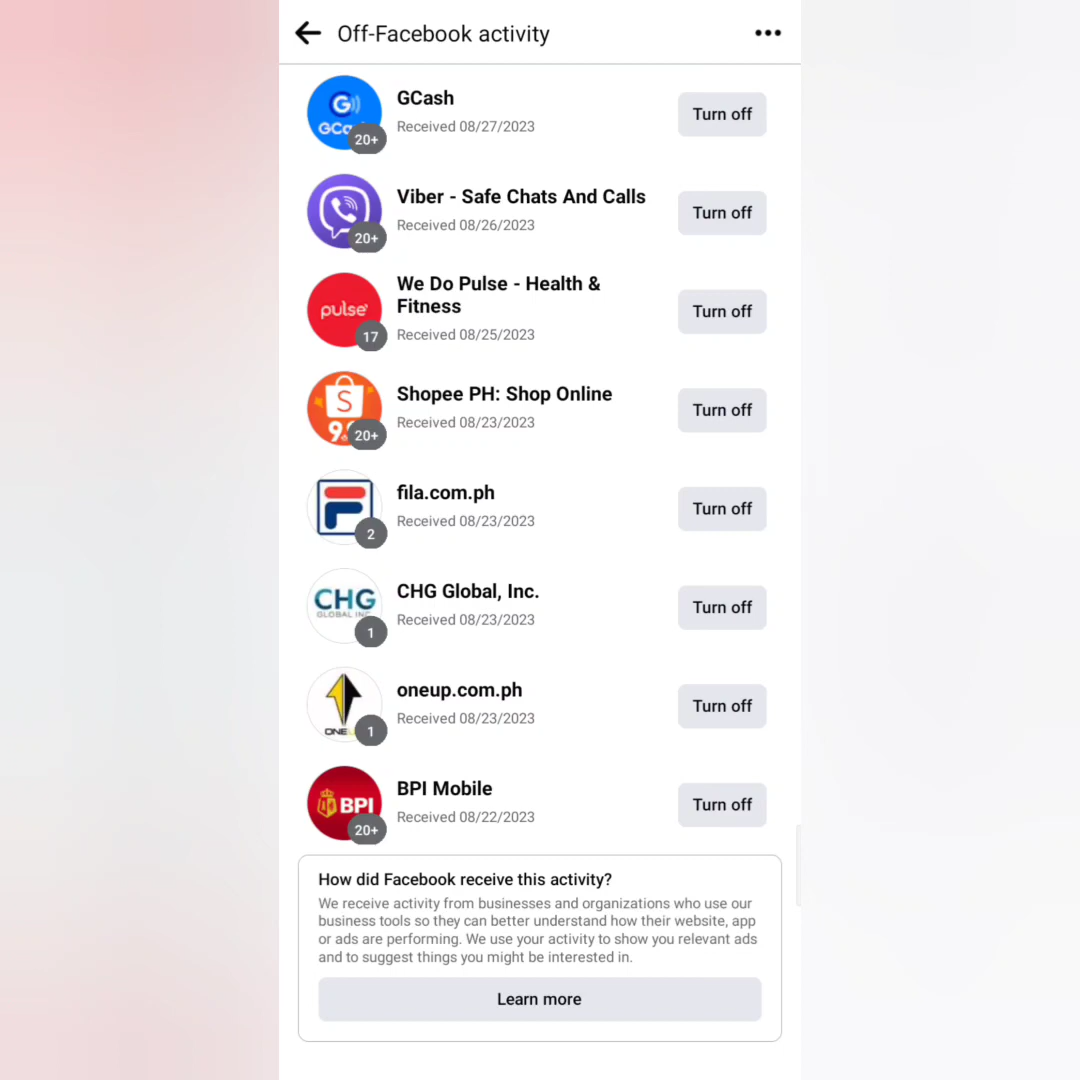 Off-Facebook activity
GCash
Received 08/27/2023
20+
Turn off
Viber - Safe Chats And Calls
Received 08/26/2023
20+
Turn off
pulse
We Do Pulse - Health &
Fitness
Received 08/25/2023
17
Turn off
S
Shopee PH: Shop Online
Received 08/23/2023
20+
Turn off
fila.com.ph
Received 08/23/2023
2
Turn off
CHG
GLOBAL INC
CHG Global, Inc.
Received 08/23/2023
1
Turn off
ONE
oneup.com.ph
Received 08/23/2023
1
Turn off
BPI
BPI Mobile
Received 08/22/2023
20+
Turn off
How did Facebook receive this activity?
We receive activity from businesses and organizations who use our
business tools so they can better understand how their website, app
or ads are performing. We use your activity to show you relevant ads
and to suggest things you might be interested in.
Learn more